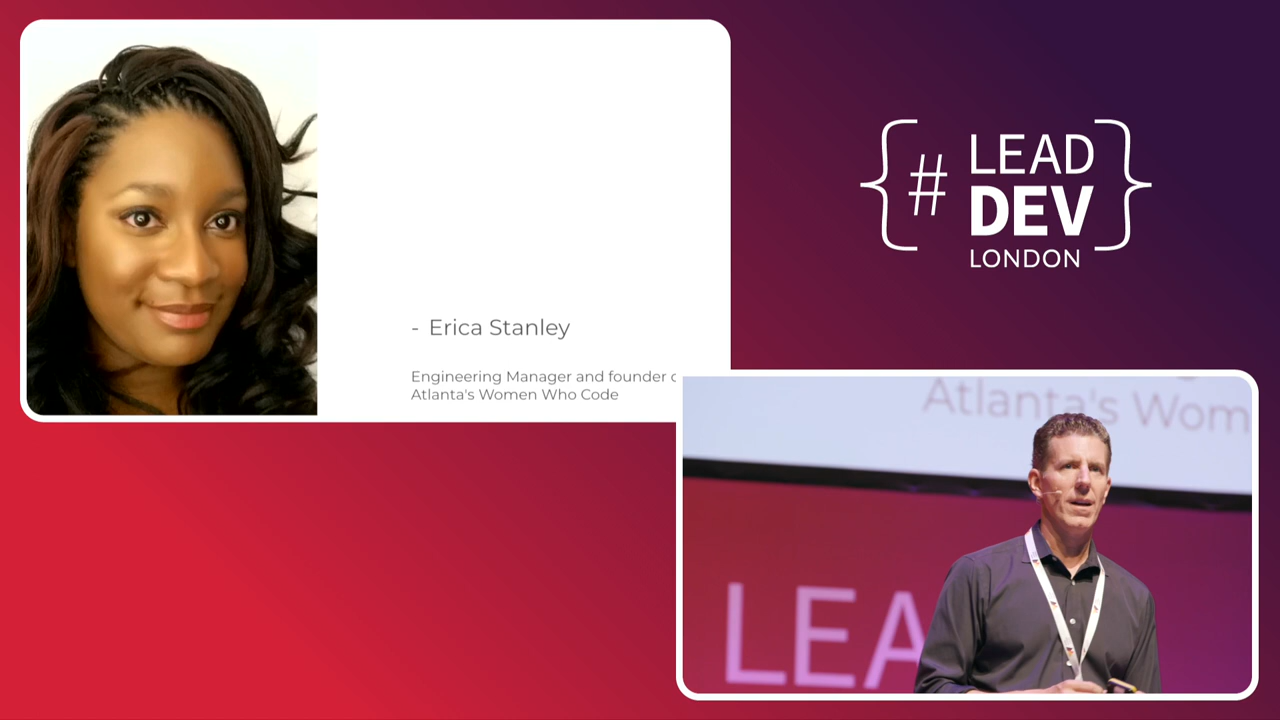 - Erica Stanley
Engineering Manager and founder
Atlanta's Women Who Code
{# LEAD
DEV
LONDON}
Atlanta's Wom
LEA